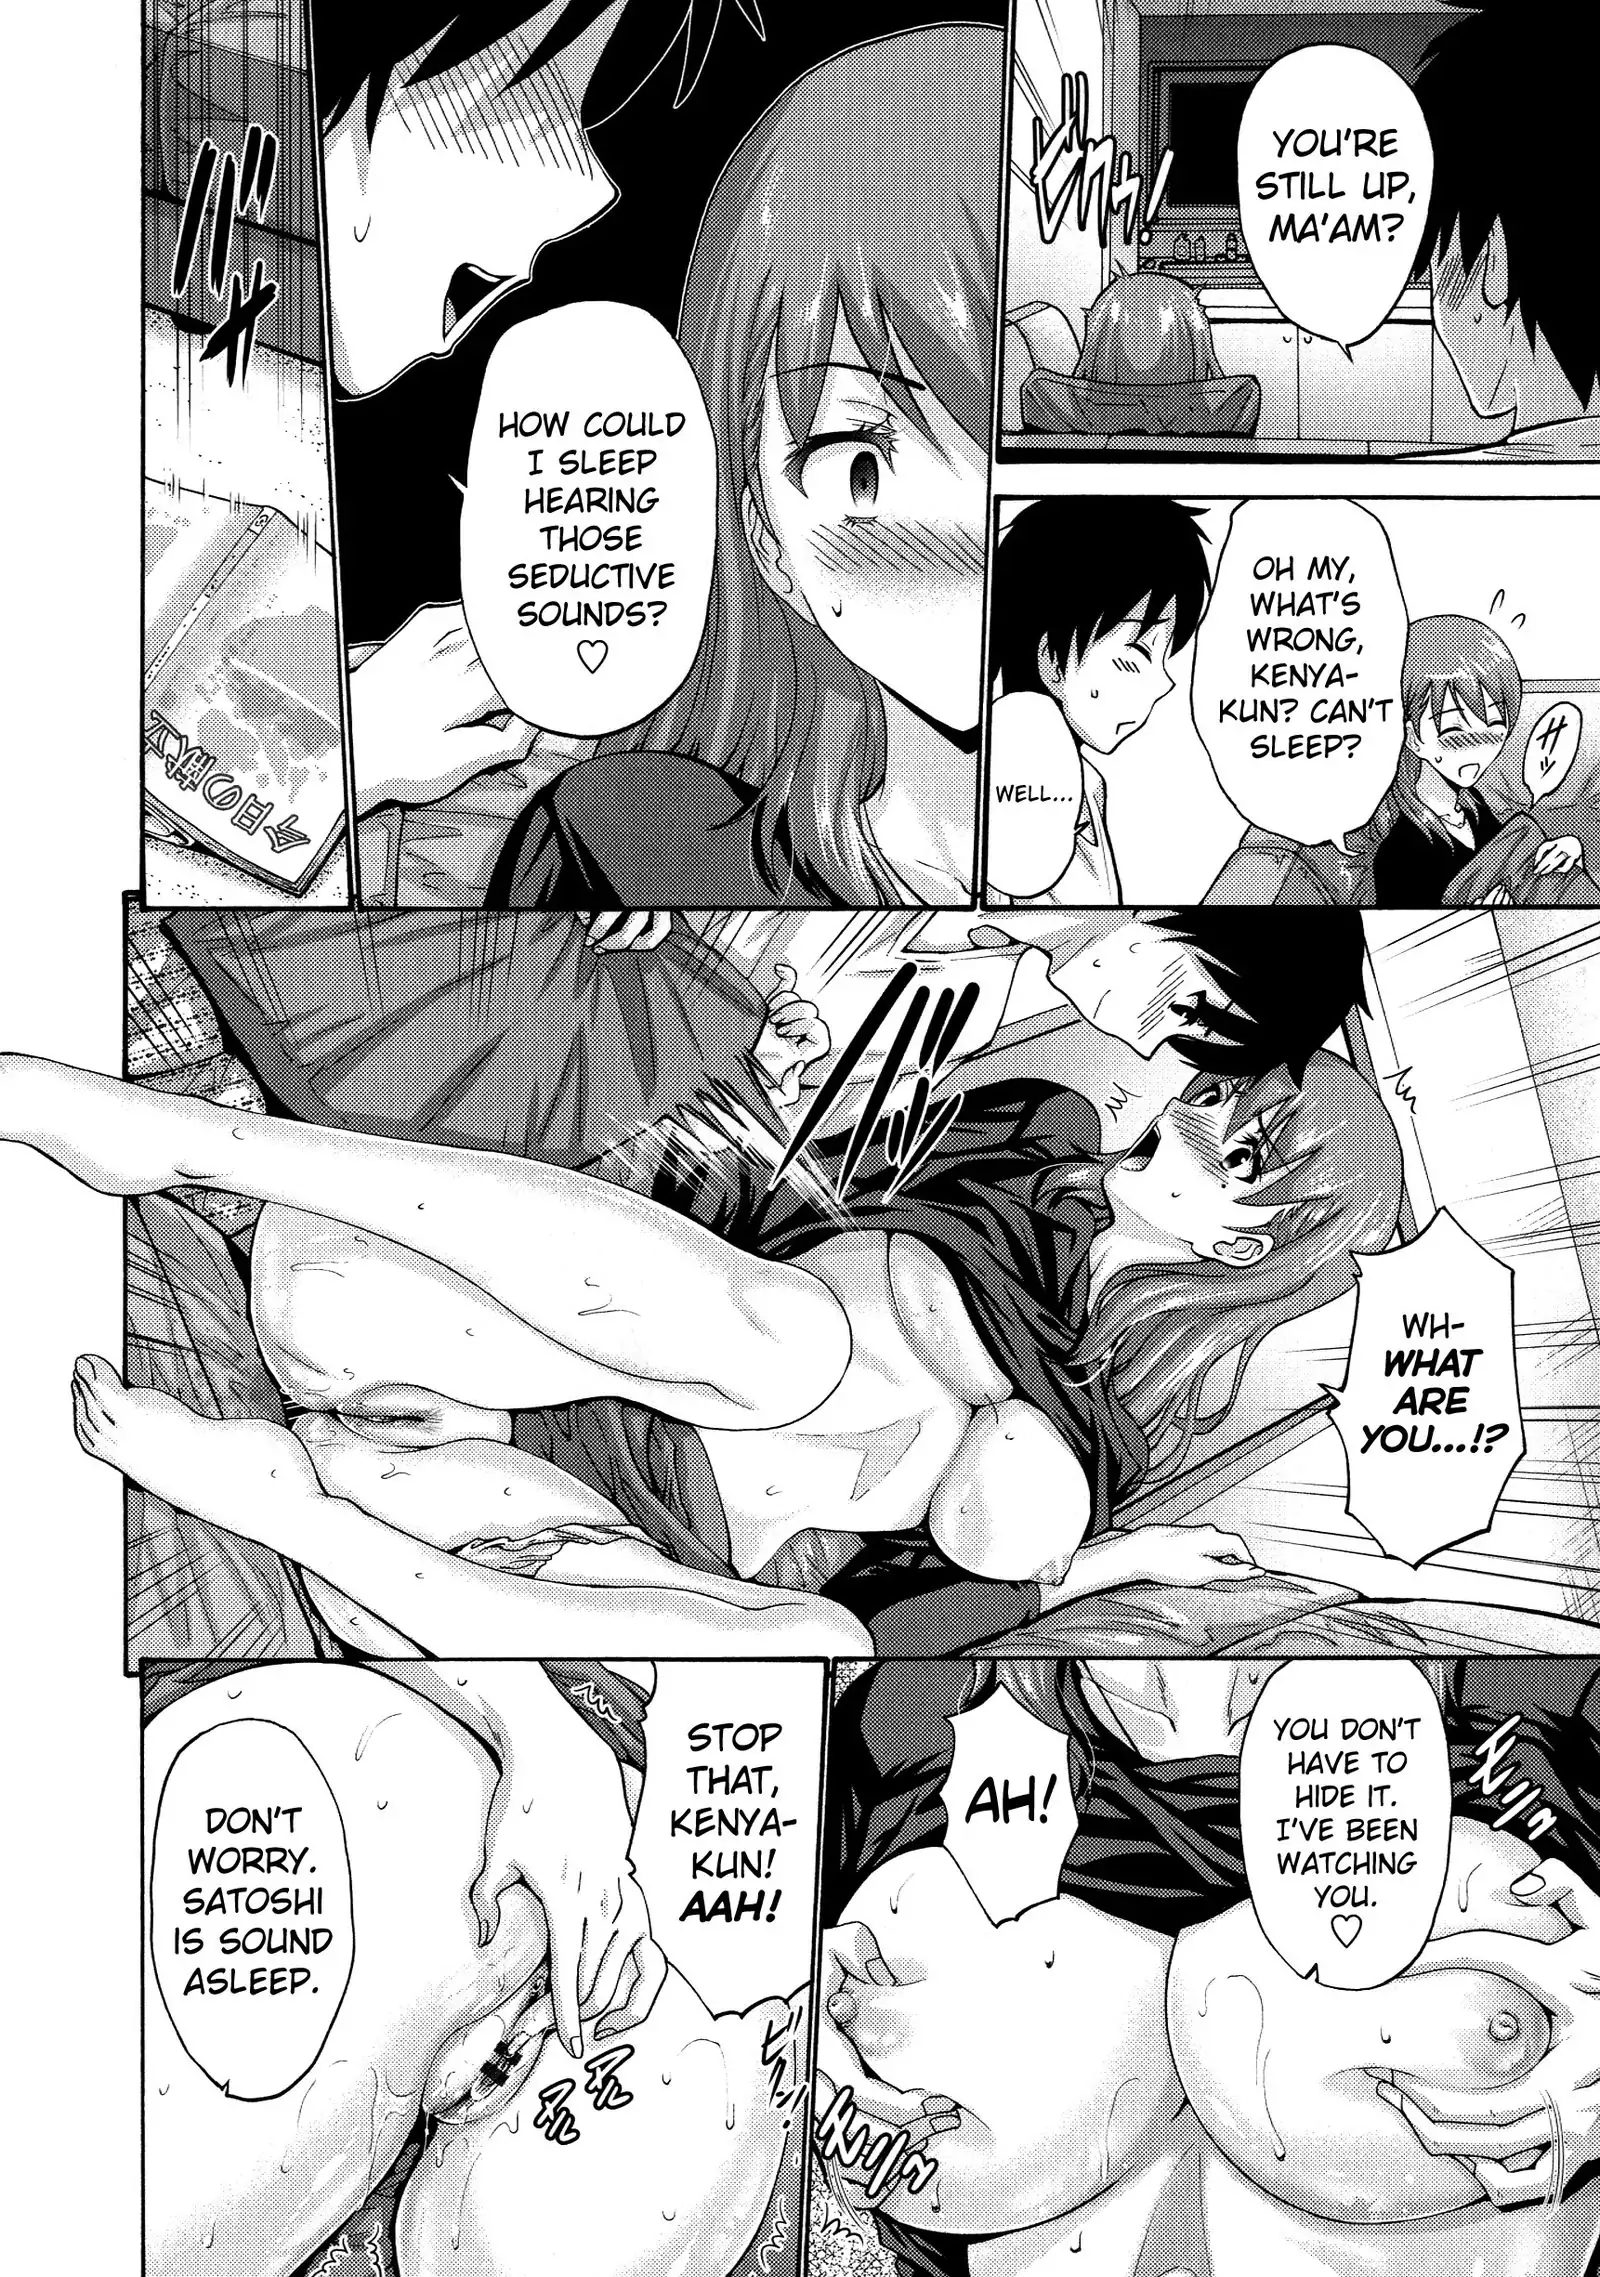 YOU'RE
STILL UP,
MA'AM?
OH MY,
WHAT'S
WRONG,
KENYA-
KUN? CAN'T
SLEEP?
WELL...
HOW COULD
I SLEEP
HEARING
THOSE
SEDUCTIVE
SOUNDS?
♡
WH-
WHAT
ARE
YOU...!?
YOU DON'T
HAVE TO
HIDE IT.
I'VE BEEN
WATCHING
YOU.
♡
AH!
STOP
THAT,
KENYA-
KUN!
AAH!
DON'T
WORRY.
SATOSHI
IS SOUND
ASLEEP.